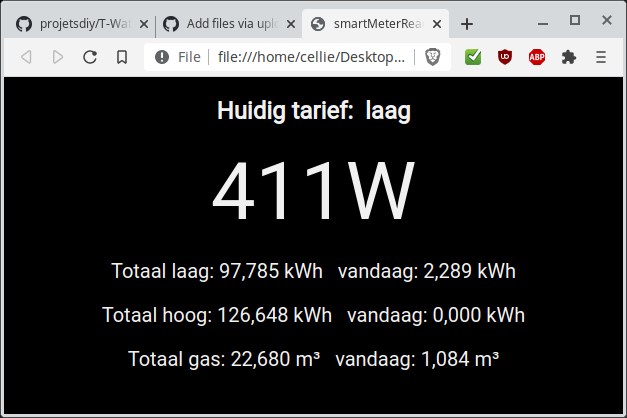 projetsdiy/T-Wat
Add files via uplo
smartMeterRea
File
file:///home/cellie/Desktop...
UD
ABP
Huidig tarief: laag
411W
Totaal laag: 97,785 kWh vandaag: 2,289 kWh
Totaal hoog: 126,648 kWh vandaag: 0,000 kWh
Totaal gas: 22,680 m³ vandaag: 1,084 m³